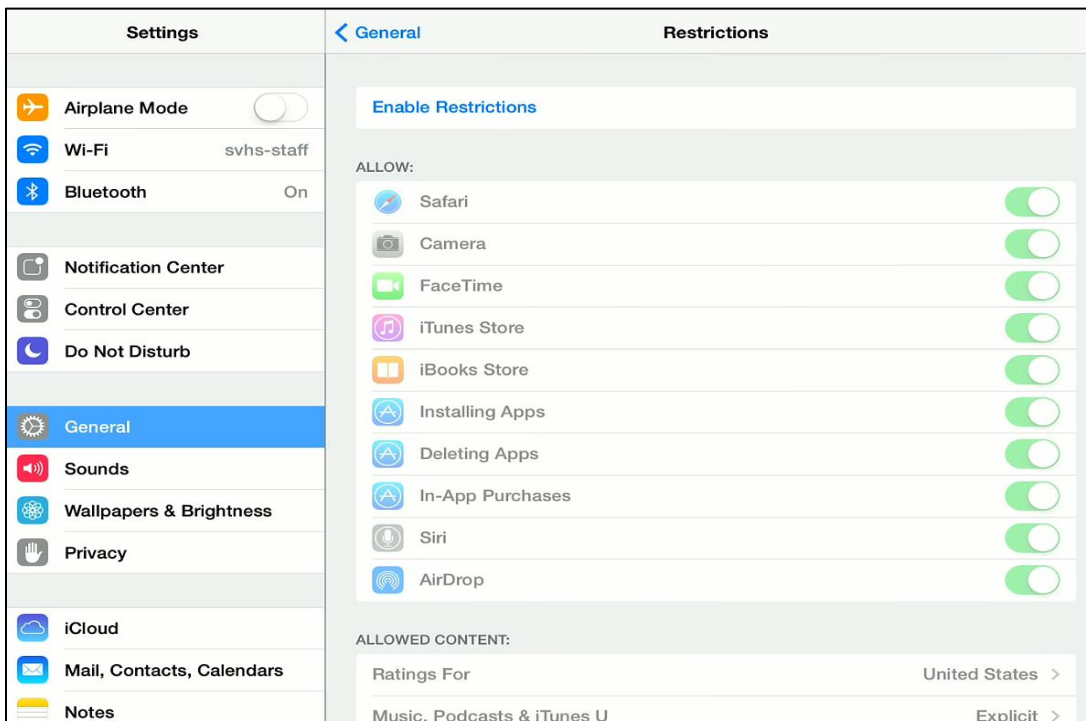 Settings
Airplane Mode
Wi-Fi svhs-staff
Bluetooth On
Notification Center
Control Center
Do Not Disturb
General
Sounds
Wallpapers & Brightness
Privacy
iCloud
Mail, Contacts, Calendars
Notes
General Restrictions
Enable Restrictions
ALLOW:
Safari
Camera
FaceTime
iTunes Store
iBooks Store
Installing Apps
Deleting Apps
In-App Purchases
Siri
AirDrop
ALLOWED CONTENT:
Ratings For United States
Music, Podcasts & iTunes U Explicit